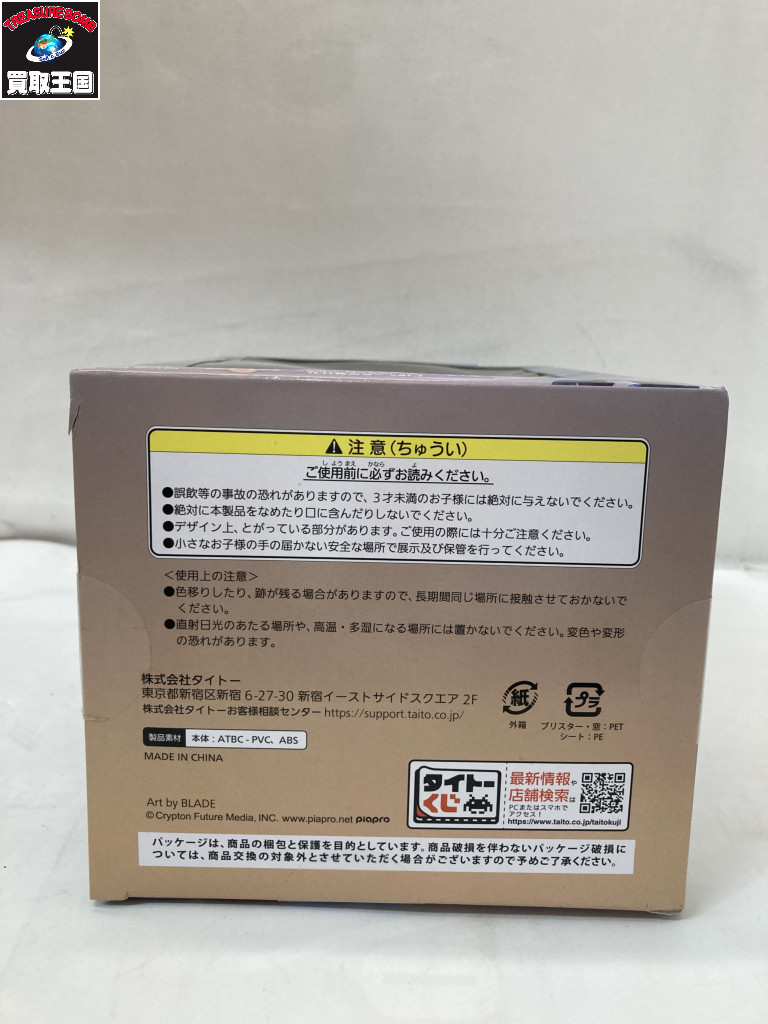 TREASURE BOMB
買取王国
注意(ちゅうい)
ご使用前に必ずお読みください。
●誤飲等の事故の恐れがありますので、3才未満のお子様には絶対に与えないでください。
●絶対に本製品をなめたり口に含んだりしないでください。
●デザイン上、とがっている部分があります。ご使用の際には十分ご注意ください。
●小さなお子様の手の届かない安全な場所で展示及び保管を行ってください。
<使用上の注意>
●色移りしたり、跡が残る場合がありますので、長期間同じ場所に接触させておかないで
ください。
●直射日光のあたる場所や、高温・多湿になる場所には置かないでください。変色や変形
の恐れがあります。
株式会社タイトー
東京都新宿区新宿 6-27-30 新宿イーストサイドスクエア 2F
株式会社タイトーお客様相談センター https://support.taito.co.jp/
紙
外箱
プラ
ブリスター・窓:PET
シート:PE
製品素材 本体:ATBC-PVC、ABS
MADE IN CHINA
タイトーくじ
最新情報や
店舗検索は
PCまたはスマホで
アクセス!
https://www.taito.co.jp/taitokuji
Art by BLADE
©Crypton Future Media, INC. www.piapro.net piapro
パッケージは、商品の梱包と保護を目的としています。商品破損を伴わないパッケージ破損に
ついては、商品交換の対象外とさせていただく場合がございますので予めご了承ください。